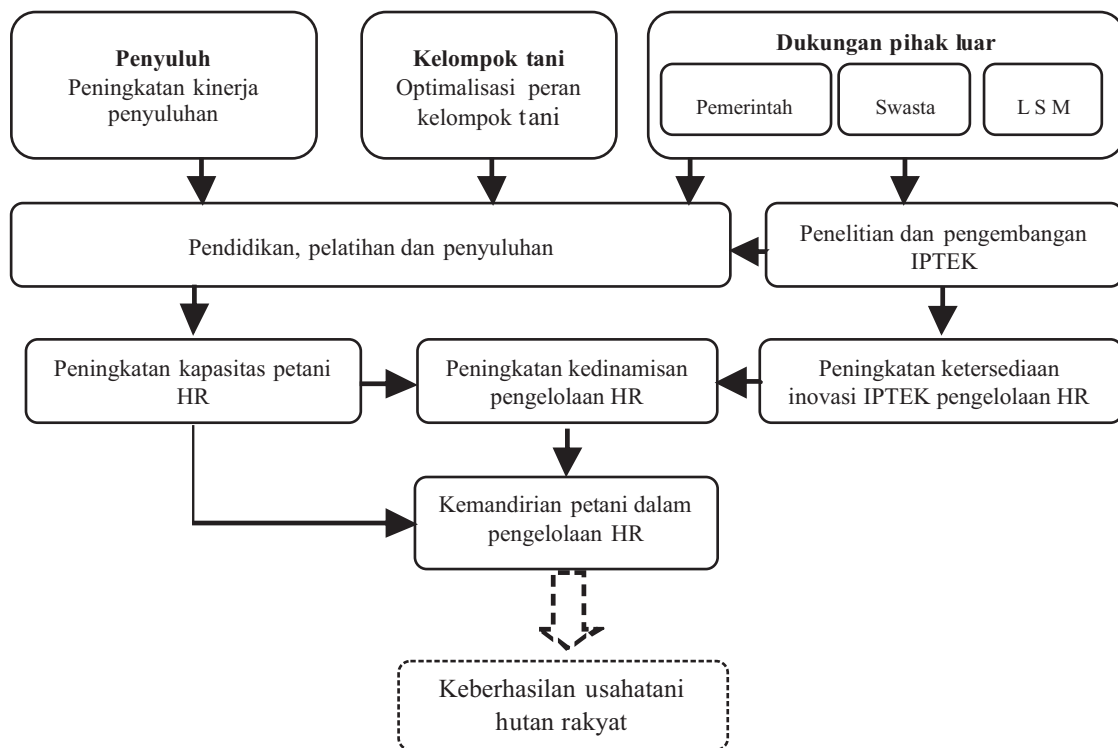 Penyuluh
Peningkatan kinerja
penyuluhan
Kelompok tani
Optimalisasi peran
kelompok tani
Dukungan pihak luar
Pemerintah
Swasta
L S M
Pendidikan, pelatihan dan penyuluhan
Penelitian dan pengembangan
IPTEK
Peningkatan kapasitas petani
HR
Peningkatan kedinamisan
pengelolaan HR
Peningkatan ketersediaan
inovasi IPTEK pengelolaan HR
Kemandirian petani dalam
pengelolaan HR
Keberhasilan usahatani
hutan rakyat